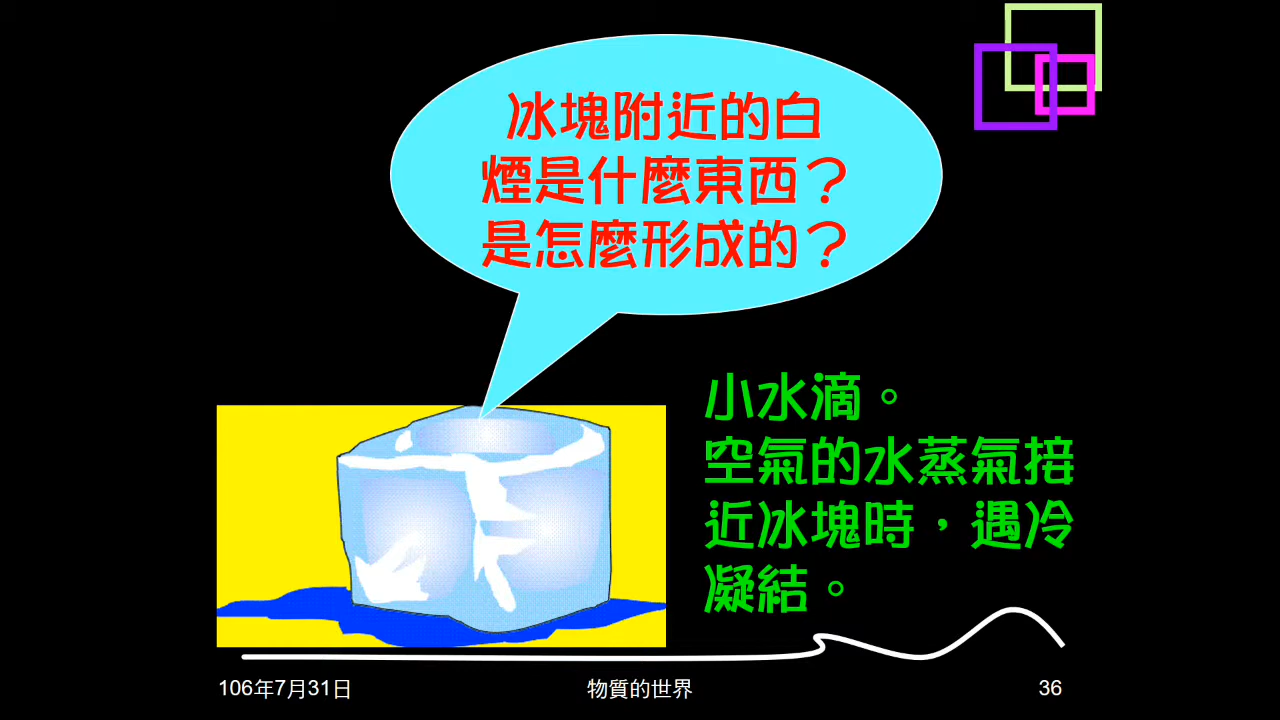 冰塊附近的白
煙是什麼東西？
是怎麼形成的？
小水滴。
空氣的水蒸氣接
近冰塊時，遇冷
凝結。
106年7月31日
物質的世界
36